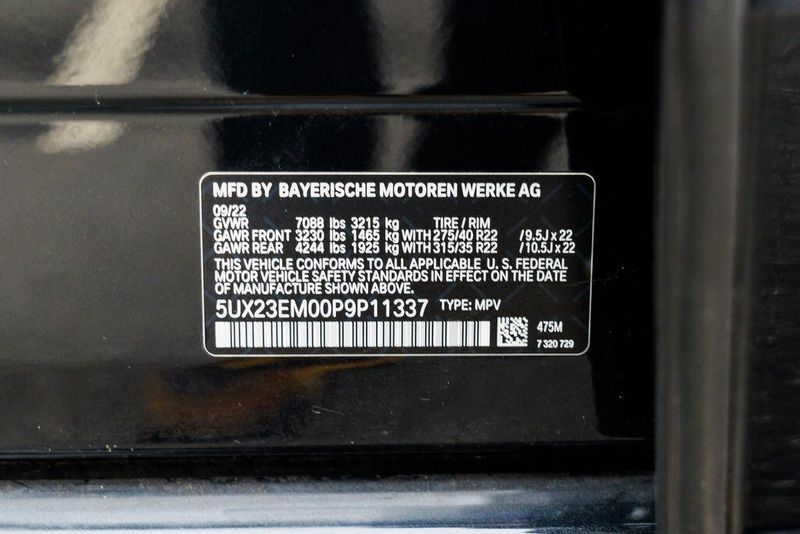 MFD BY BAYERISCHE MOTOREN WERKE AG
09/22
GVWR 7088 lbs 3215 kg TIRE / RIM
GAWR FRONT 3230 lbs 1465 kg WITH 275/40 R22 /9.5J x 22
GAWR REAR 4244 lbs 1925 kg WITH 315/35 R22 /10.5J x 22
THIS VEHICLE CONFORMS TO ALL APPLICABLE U.S. FEDERAL
MOTOR VEHICLE SAFETY STANDARDS IN EFFECT ON THE DATE
OF MANUFACTURE SHOWN ABOVE.
5UX23EM00P9P11337 TYPE: MPV
475M
7 320 729